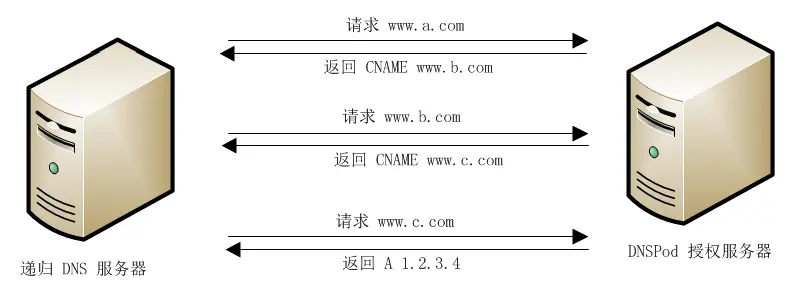 请求 www.a.com
返回 CNAME www.b.com
请求 www.b.com
返回 CNAME www.c.com
请求 www.c.com
返回 A 1.2.3.4
递归 DNS 服务器
DNSPod 授权服务器